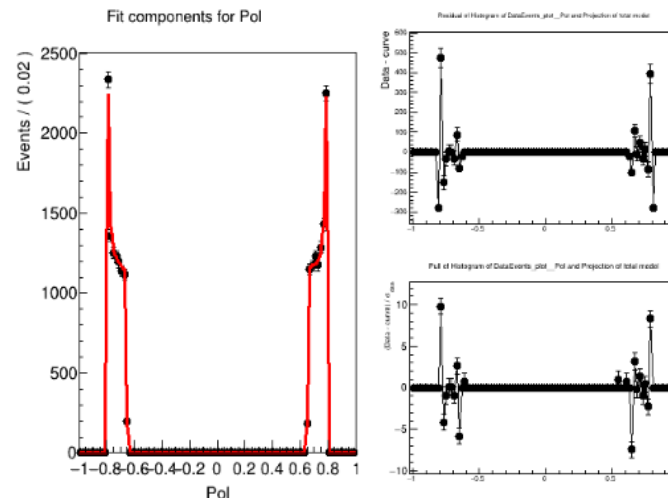 Fit components for Pol
Events / ( 0.02 )
2500
2000
1500
1000
500
0
−1−0.8−0.6−0.4−0.2 0 0.2 0.4 0.6 0.8 1
Pol
Residual of Histogram of DataEvents_plot__Pol and Projection of total model
Data - curve
600
500
400
300
200
100
0
−100
−200
−300
−1 −0.5 0 0.5
Pull of Histogram of DataEvents_plot__Pol and Projection of total model
(Data - curve) / σ
10
5
0
−5
−10
−1 −0.5 0 0.5